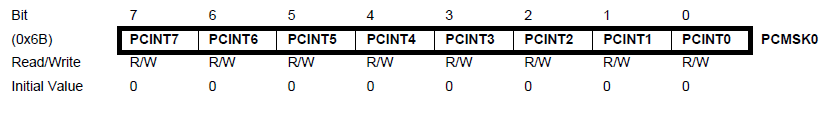 Bit 7 6 5 4 3 2 1 0
(0x6B) PCINT7 PCINT6 PCINT5 PCINT4 PCINT3 PCINT2 PCINT1 PCINT0 PCMSK0
Read/Write R/W R/W R/W R/W R/W R/W R/W R/W
Initial Value 0 0 0 0 0 0 0 0